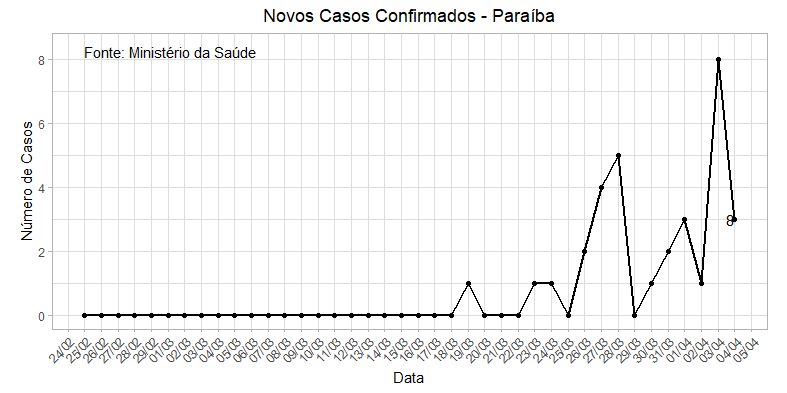 Novos Casos Confirmados - Paraíba
Fonte: Ministério da Saúde
8
6
4
2
0
8
Número de Casos
24/02 25/02 26/02 27/02 28/02 29/02 01/03 02/03 03/03 04/03 05/03 06/03 07/03 08/03 09/03 10/03 11/03 12/03 13/03 14/03 15/03 16/03 17/03 18/03 19/03 20/03 21/03 22/03 23/03 24/03 25/03 26/03 27/03 28/03 29/03 30/03 31/03 01/04 02/04 03/04 04/04 05/04
Data